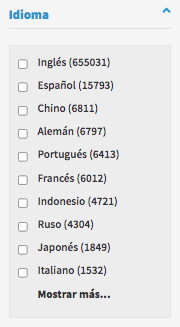 Idioma
Inglés (655031)
Español (15793)
Chino (6811)
Alemán (6797)
Portugués (6413)
Francés (6012)
Indonesio (4721)
Ruso (4304)
Japonés (1849)
Italiano (1532)
Mostrar más...